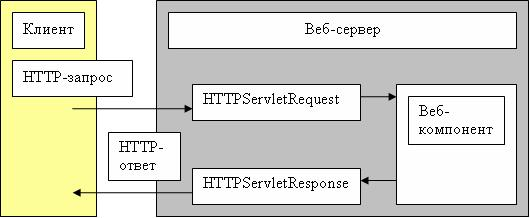 Клиент
Веб-сервер
HTTP-запрос
HTTPServletRequest
Веб-
компонент
HTTP-
ответ
HTTPServletResponse